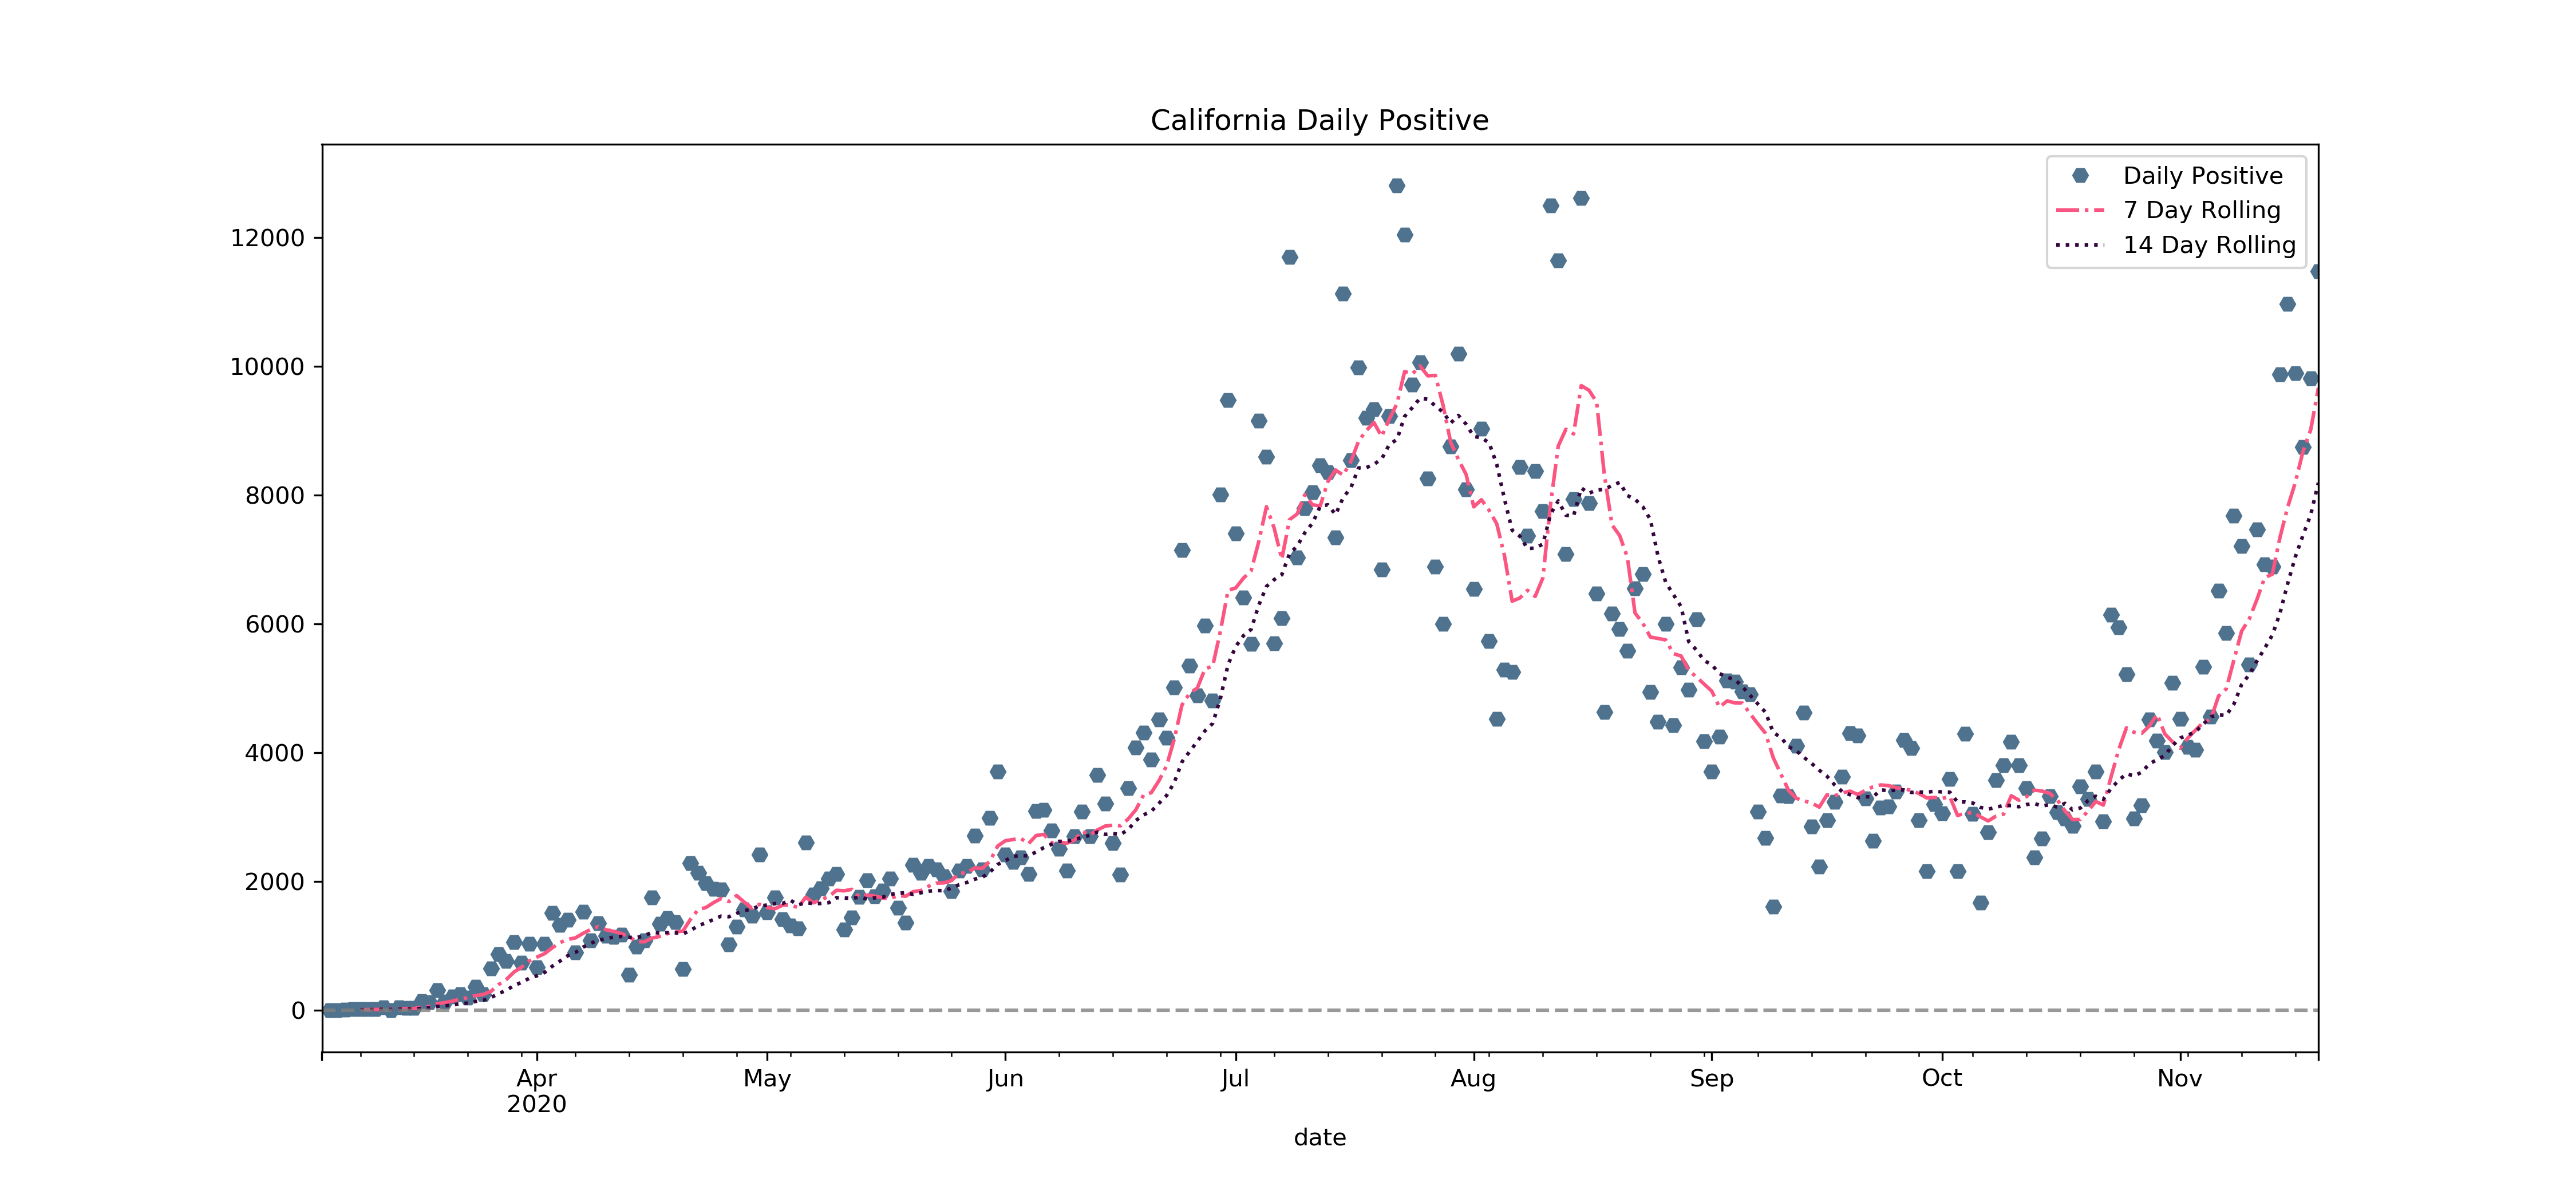 California Daily Positive
Daily Positive
7 Day Rolling
14 Day Rolling
12000
10000
8000
6000
4000
2000
0
Apr May Jun Jul Aug Sep Oct Nov
2020
date